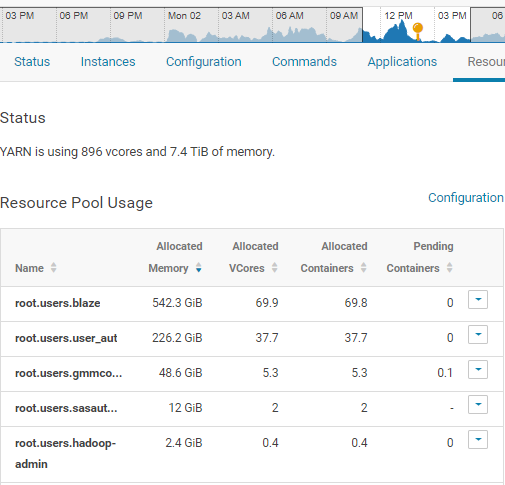 03 PM 06 PM 09 PM Mon 02 03 AM 06 AM 09 AM 12 PM 03 PM 06
Status Instances Configuration Commands Applications Resour
Status
YARN is using 896 vcores and 7.4 TiB of memory.
Resource Pool Usage Configuration
Allocated Allocated Allocated Pending
Name Memory VCores Containers Containers
root.users.blaze 542.3 GiB 69.9 69.8 0
root.users.user_aut 226.2 GiB 37.7 37.7 0
root.users.gmmco... 48.6 GiB 5.3 5.3 0.1
root.users.sasaut... 12 GiB 2 2 -
root.users.hadoop- 2.4 GiB 0.4 0.4 0
admin